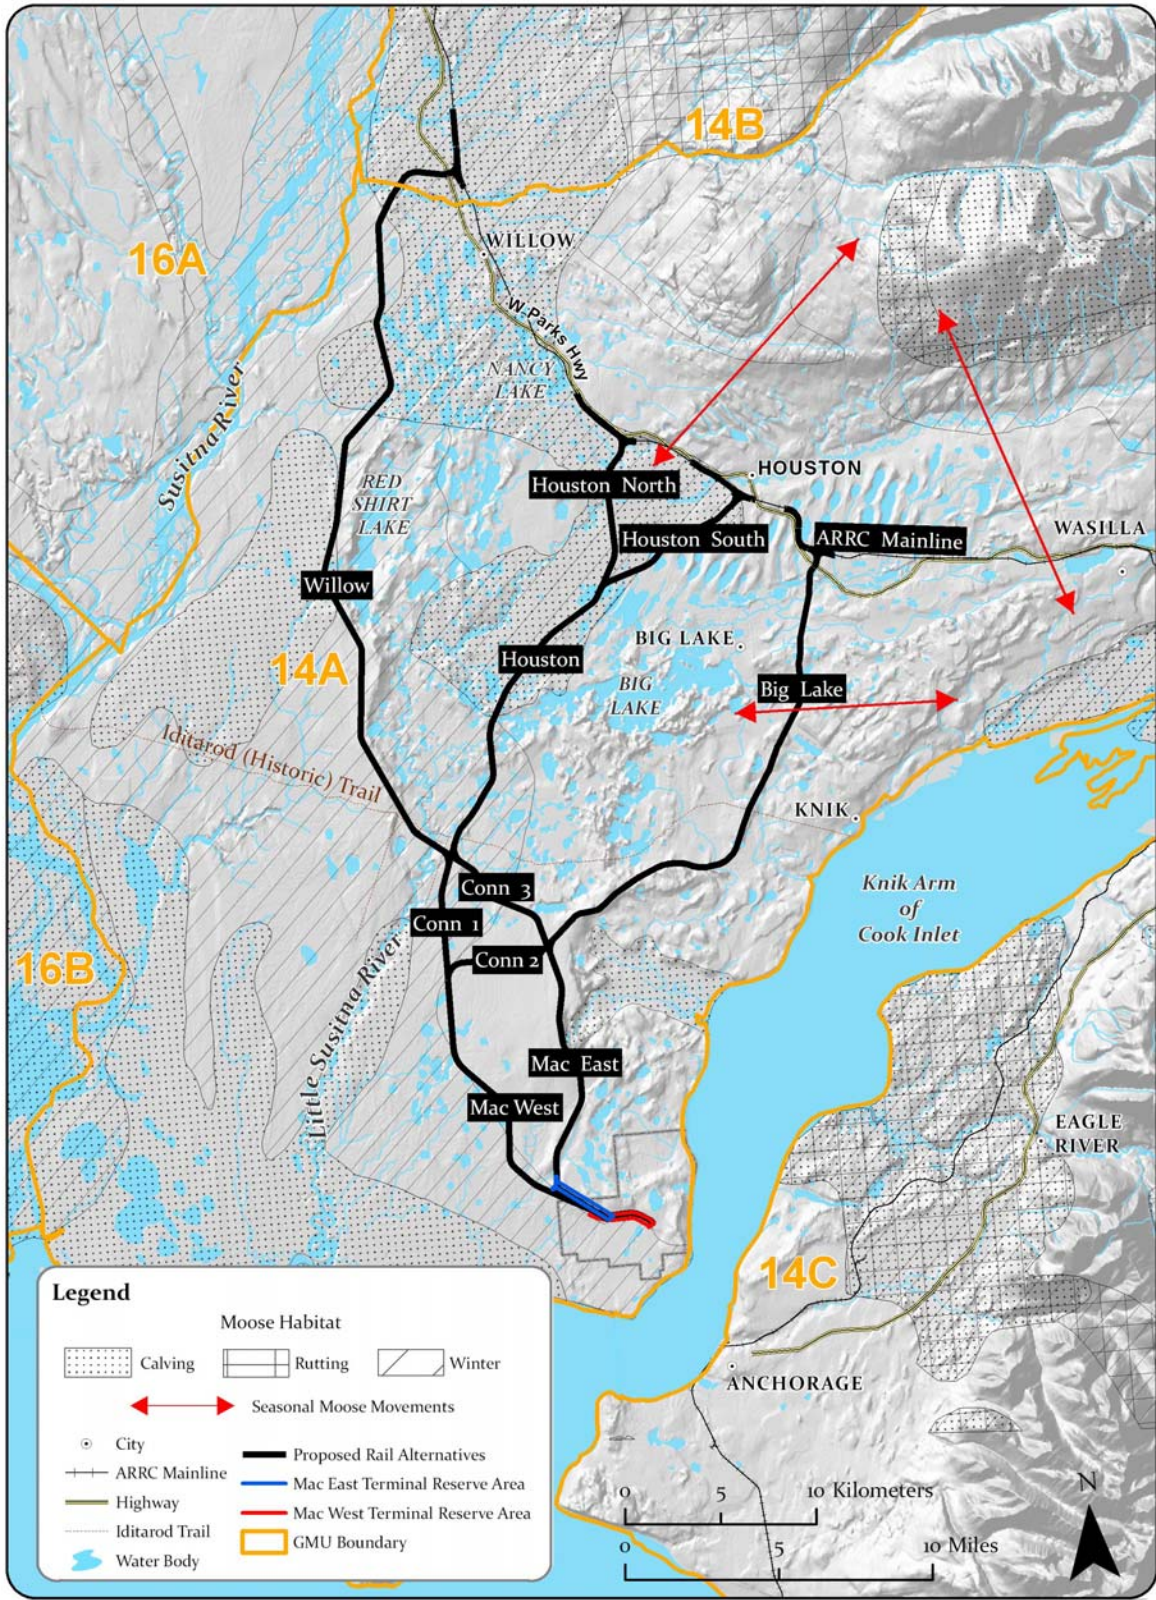 14B
16A
WILLOW
W Parks Hwy
NANCY
LAKE
Susitna River
HOUSTON
Houston North
RED
SHIRT
LAKE
WASILLA
Houston South
ARRC Mainline
Willow
BIG LAKE
14A
Houston
BIG
LAKE
Big Lake
Iditarod (Historic) Trail
KNIK
Knik Arm
of
Cook Inlet
Conn 3
Conn 1
16B
Conn 2
Little Susitna River
Mac East
Mac West
EAGLE
RIVER
14C
ANCHORAGE
Legend
Moose Habitat
Calving
Rutting
Winter
Seasonal Moose Movements
City
ARRC Mainline
Highway
Iditarod Trail
Water Body
Proposed Rail Alternatives
Mac East Terminal Reserve Area
Mac West Terminal Reserve Area
GMU Boundary
0 5 10 Kilometers
0 5 10 Miles
N